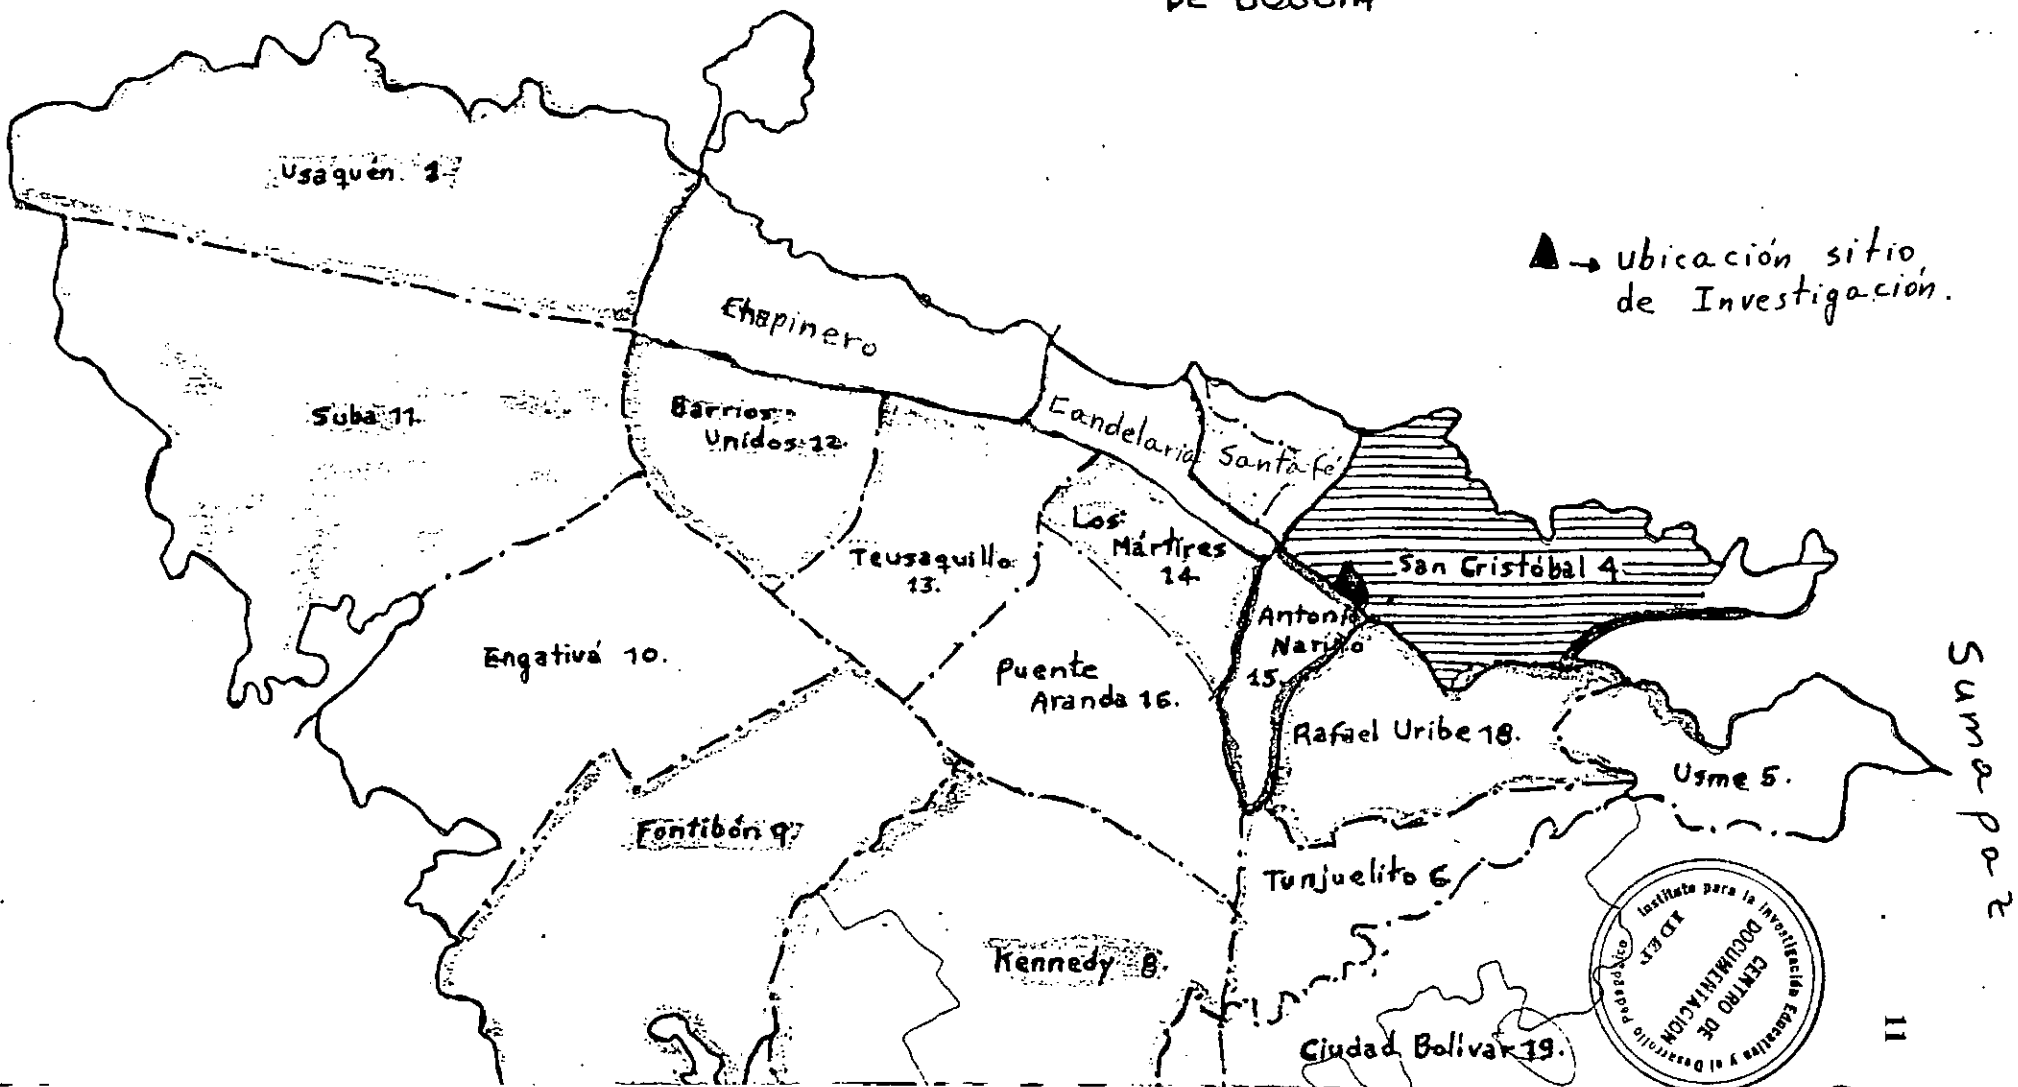 DE BOGOTA
Usaquén. 1
▲→ ubicación sitio
de Investigación.
Chapinero
Suba 11.
Barrios
Unidos 12.
Candelaria
Santa fé
Los
Mártires
14.
San Cristóbal 4
Teusaquillo
13.
Antonio
Nariño
15.
Engativá 10.
Puente
Aranda 16.
Rafael Uribe 18.
Usme 5.
Sumapaz
Fontibón 9.
Tunjuelito 6
Kennedy 8.
Ciudad Bolívar 19.
Instituto para la Investigación Educativa y el Desarrollo Pedagógico
IDEP
CENTRO DE
DOCUMENTACION
11